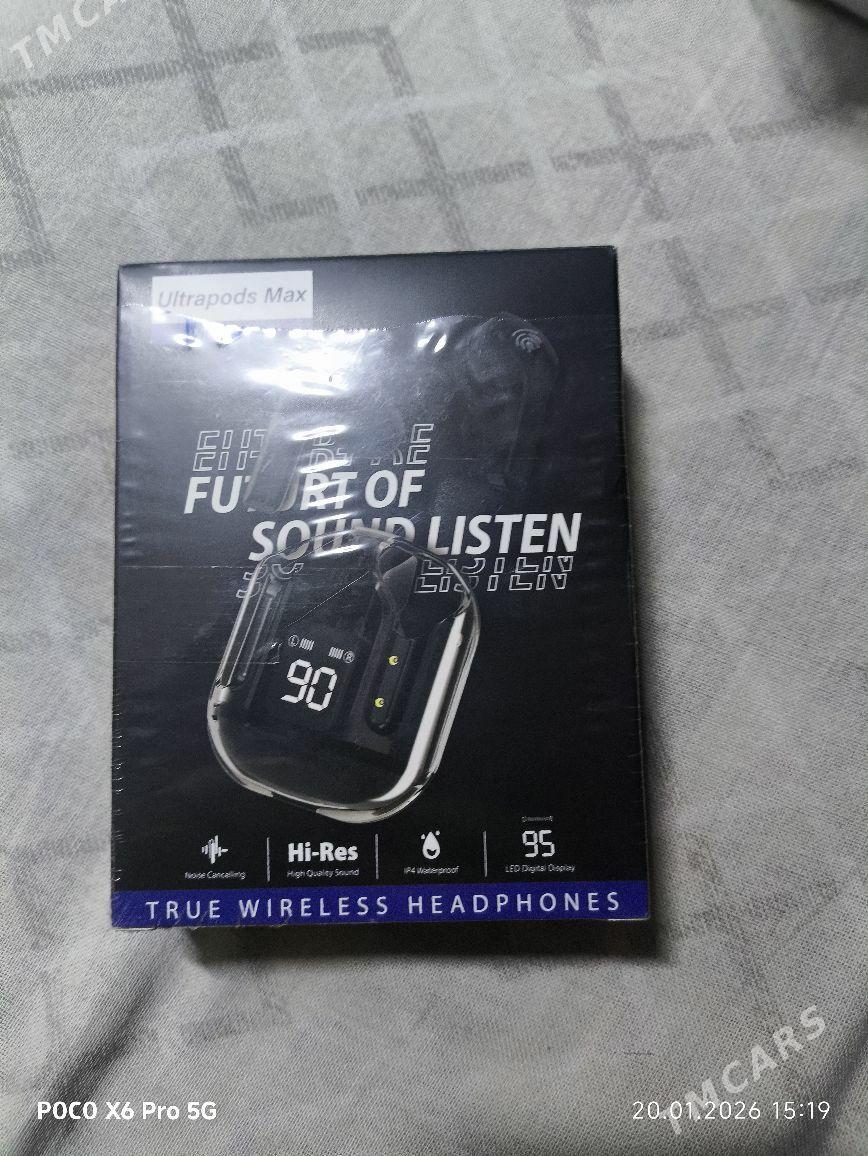 TMCARS
Ultrapods Max
FUTURT OF
SOUND LISTEN
LISTEN
L R
90
Hi-Res
95
Noise Cancelling
High Quality Sound
IP4 Waterproof
LED Digital Display
TRUE WIRELESS HEADPHONES
TMCARS
POCO X6 Pro 5G
20.01.2026 15:19